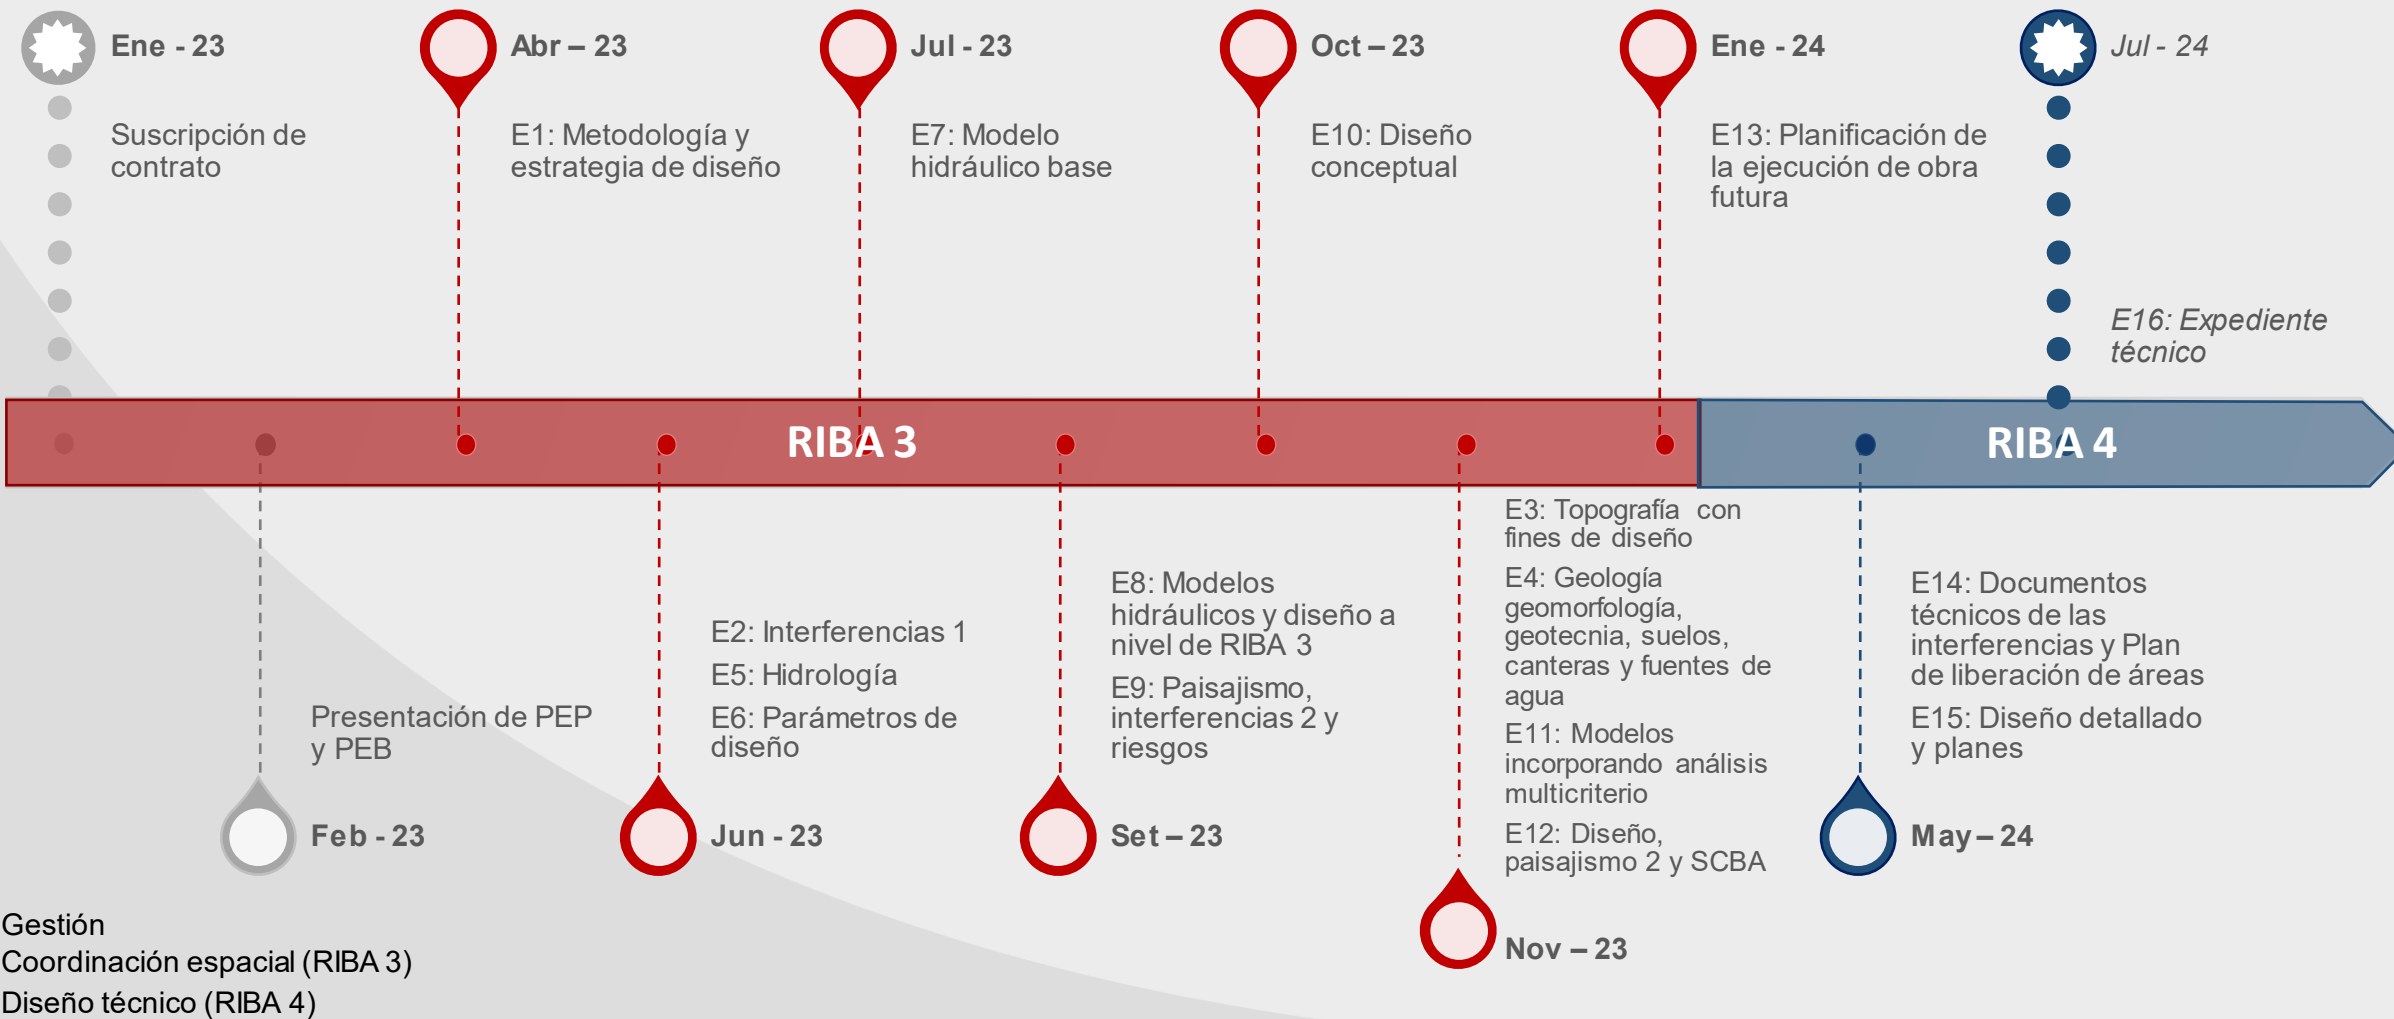 Ene - 23
Suscripción de
contrato
Abr – 23
E1: Metodología y
estrategia de diseño
Jul - 23
E7: Modelo
hidráulico base
Oct – 23
E10: Diseño
conceptual
Ene - 24
E13: Planificación de
la ejecución de obra
futura
Jul - 24
E16: Expediente
técnico
RIBA 3
RIBA 4
Presentación de PEP
y PEB
Feb - 23
E2: Interferencias 1
E5: Hidrología
E6: Parámetros de
diseño
Jun - 23
E8: Modelos
hidráulicos y diseño a
nivel de RIBA 3
E9: Paisajismo,
interferencias 2 y
riesgos
Set – 23
E3: Topografía con
fines de diseño
E4: Geología
geomorfología,
geotecnia, suelos,
canteras y fuentes de
agua
E11: Modelos
incorporando análisis
multicriterio
E12: Diseño,
paisajismo 2 y SCBA
Nov – 23
E14: Documentos
técnicos de las
interferencias y Plan
de liberación de áreas
E15: Diseño detallado
y planes
May – 24
Gestión
Coordinación espacial (RIBA 3)
Diseño técnico (RIBA 4)